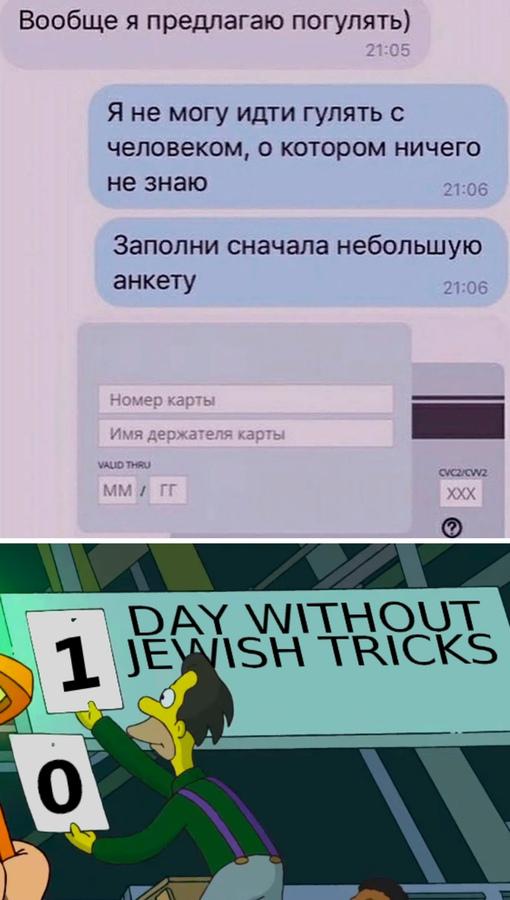 Вообще я предлагаю погулять)
21:05
Я не могу идти гулять с
человеком, о котором ничего
не знаю
21:06
Заполни сначала небольшую
анкету
21:06
Номер карты
Имя держателя карты
VALID THRU
ММ / ГГ
CVC2/CVV2
XXX
?
1
DAY WITHOUT
JEWISH TRICKS
0